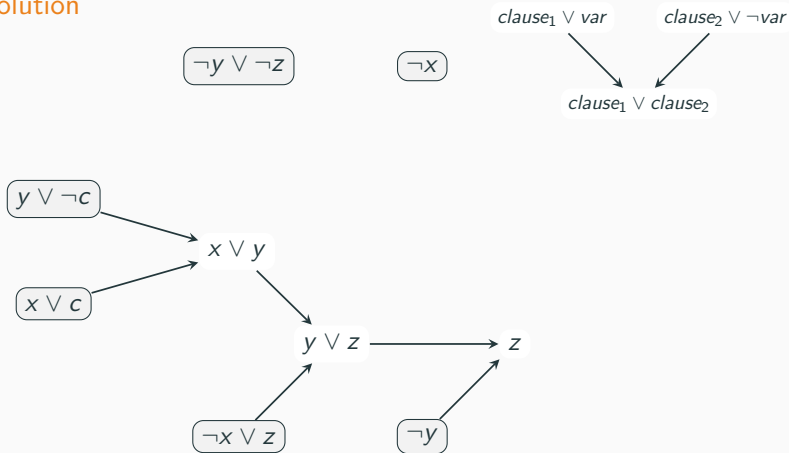 olution
clause₁ ∨ var
clause₂ ∨ ¬var
clause₁ ∨ clause₂
¬y ∨ ¬z
¬x
y ∨ ¬c
x ∨ y
x ∨ c
y ∨ z
z
¬x ∨ z
¬y